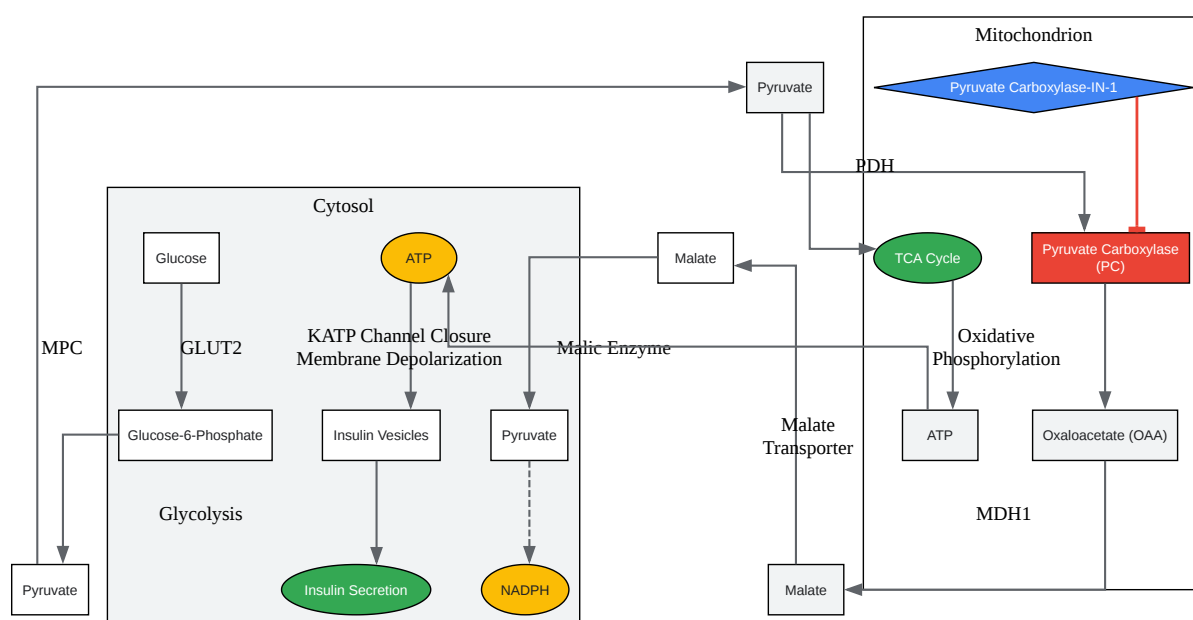 Mitochondrion
Pyruvate
Pyruvate Carboxylase-IN-1
PDH
Cytosol
Glucose
ATP
Malate
TCA Cycle
Pyruvate Carboxylase
(PC)
MPC
GLUT2
KATP Channel Closure
Membrane Depolarization
Malic Enzyme
Oxidative
Phosphorylation
Glucose-6-Phosphate
Insulin Vesicles
Pyruvate
Malate
Transporter
ATP
Oxaloacetate (OAA)
Glycolysis
MDH1
Pyruvate
Insulin Secretion
NADPH
Malate